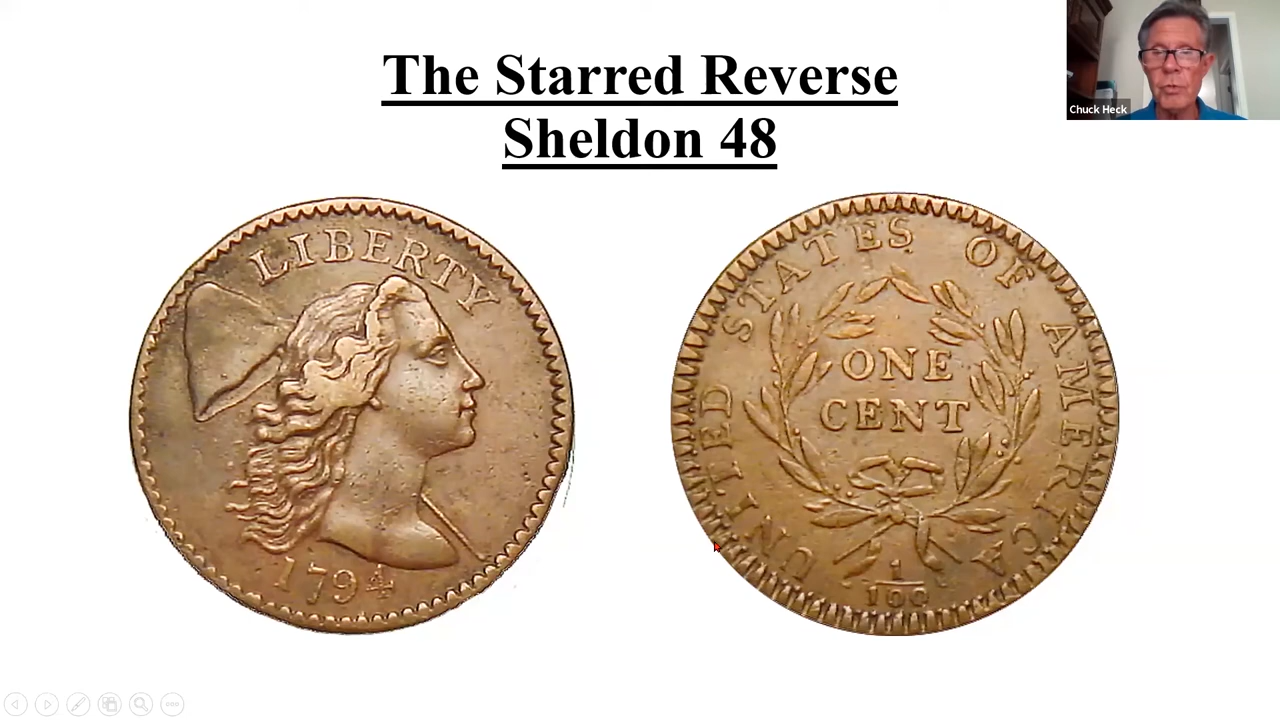 The Starred Reverse
Sheldon 48
Chuck Heck
LIBERTY
1794
UNITED STATES OF AMERICA
ONE
CENT
1
100